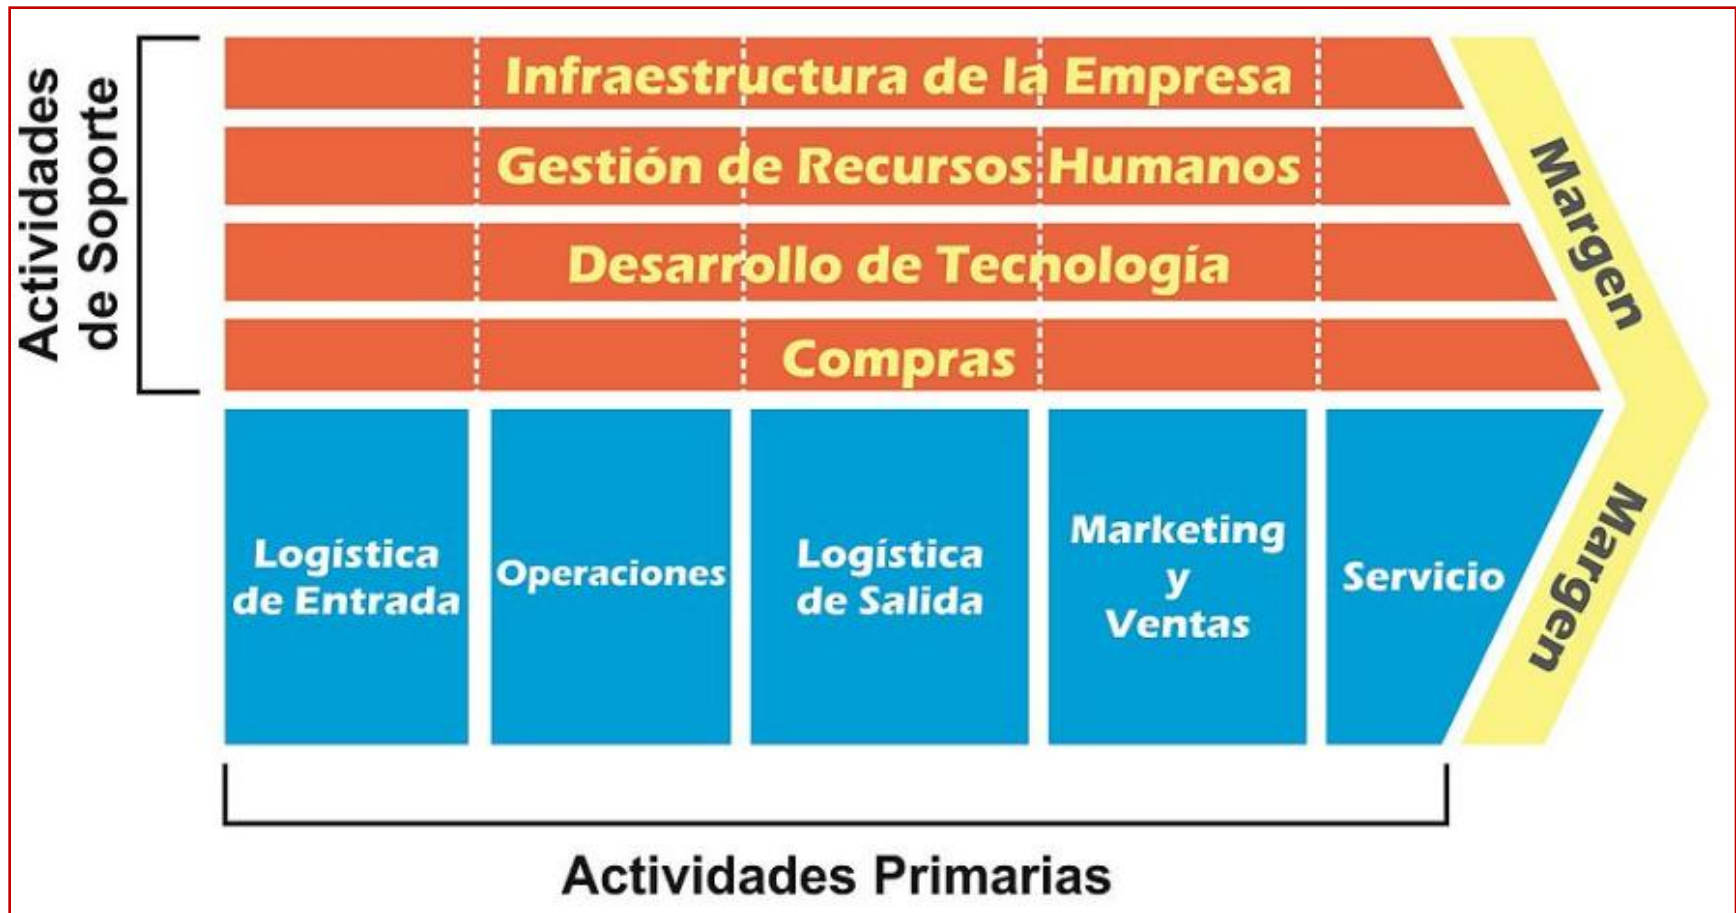 Actividades
de Soporte
Infraestructura de la Empresa
Gestión de Recursos Humanos
Desarrollo de Tecnología
Compras
Margen
Logística
de Entrada
Operaciones
Logística
de Salida
Marketing
y
Ventas
Servicio
Margen
Actividades Primarias